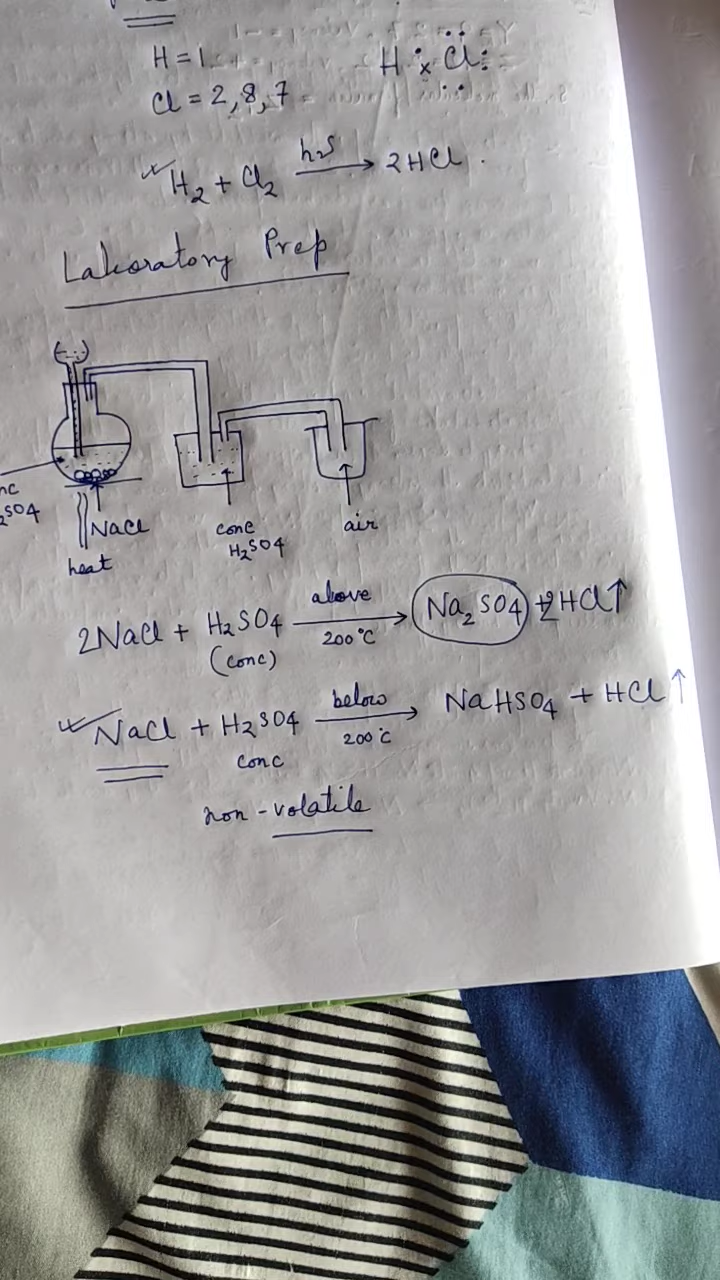 H = 1
H Cl
Cl = 2, 8, 7
H₂ + Cl₂ → 2HCl.
Laboratory Prep
NaCl
heat
conc
H₂SO4
air
2NaCl + H₂SO4 above 200°C → Na₂SO4 + 2HCl↑
(conc)
NaCl + H₂SO4 below 200°C → NaHSO4 + HCl↑
conc
non-volatile